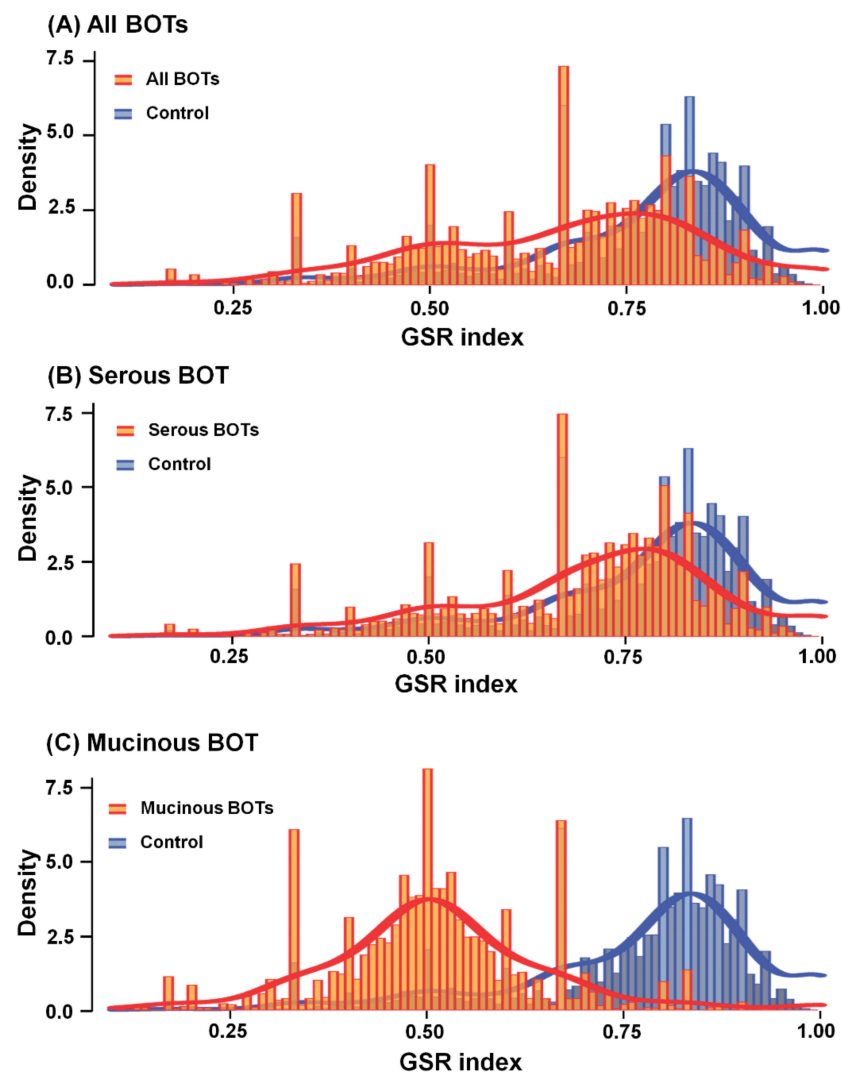 (A) All BOTs
7.5
All BOTs
Control
5.0
Density
2.5
0.0
0.25 0.50 0.75 1.00
GSR index
(B) Serous BOT
7.5
Serous BOTs
Control
5.0
Density
2.5
0.0
0.25 0.50 0.75 1.00
GSR index
(C) Mucinous BOT
7.5
Mucinous BOTs
Control
5.0
Density
2.5
0.0
0.25 0.50 0.75 1.00
GSR index